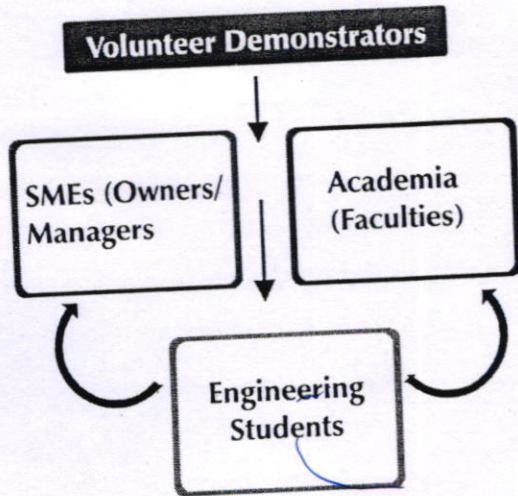 Volunteer Demonstrators
SMEs (Owners/
Managers
Academia
(Faculties)
Engineering
Students